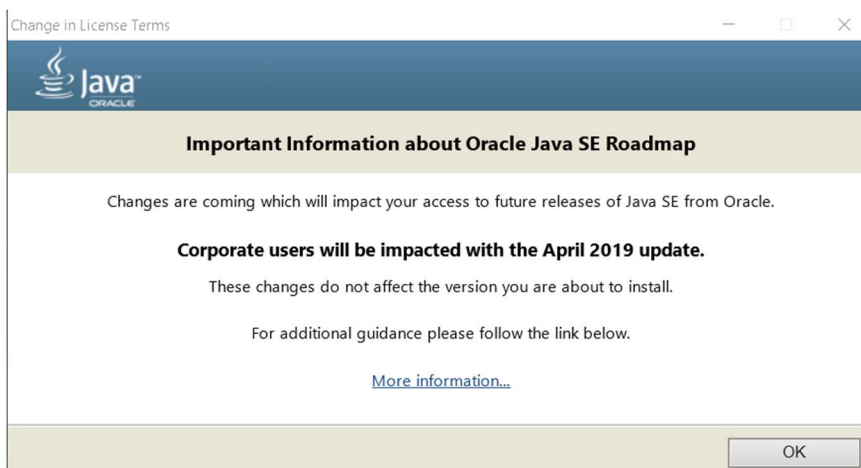 Change in License Terms
Java
ORACLE
Important Information about Oracle Java SE Roadmap
Changes are coming which will impact your access to future releases of Java SE from Oracle.
Corporate users will be impacted with the April 2019 update.
These changes do not affect the version you are about to install.
For additional guidance please follow the link below.
More information...
OK